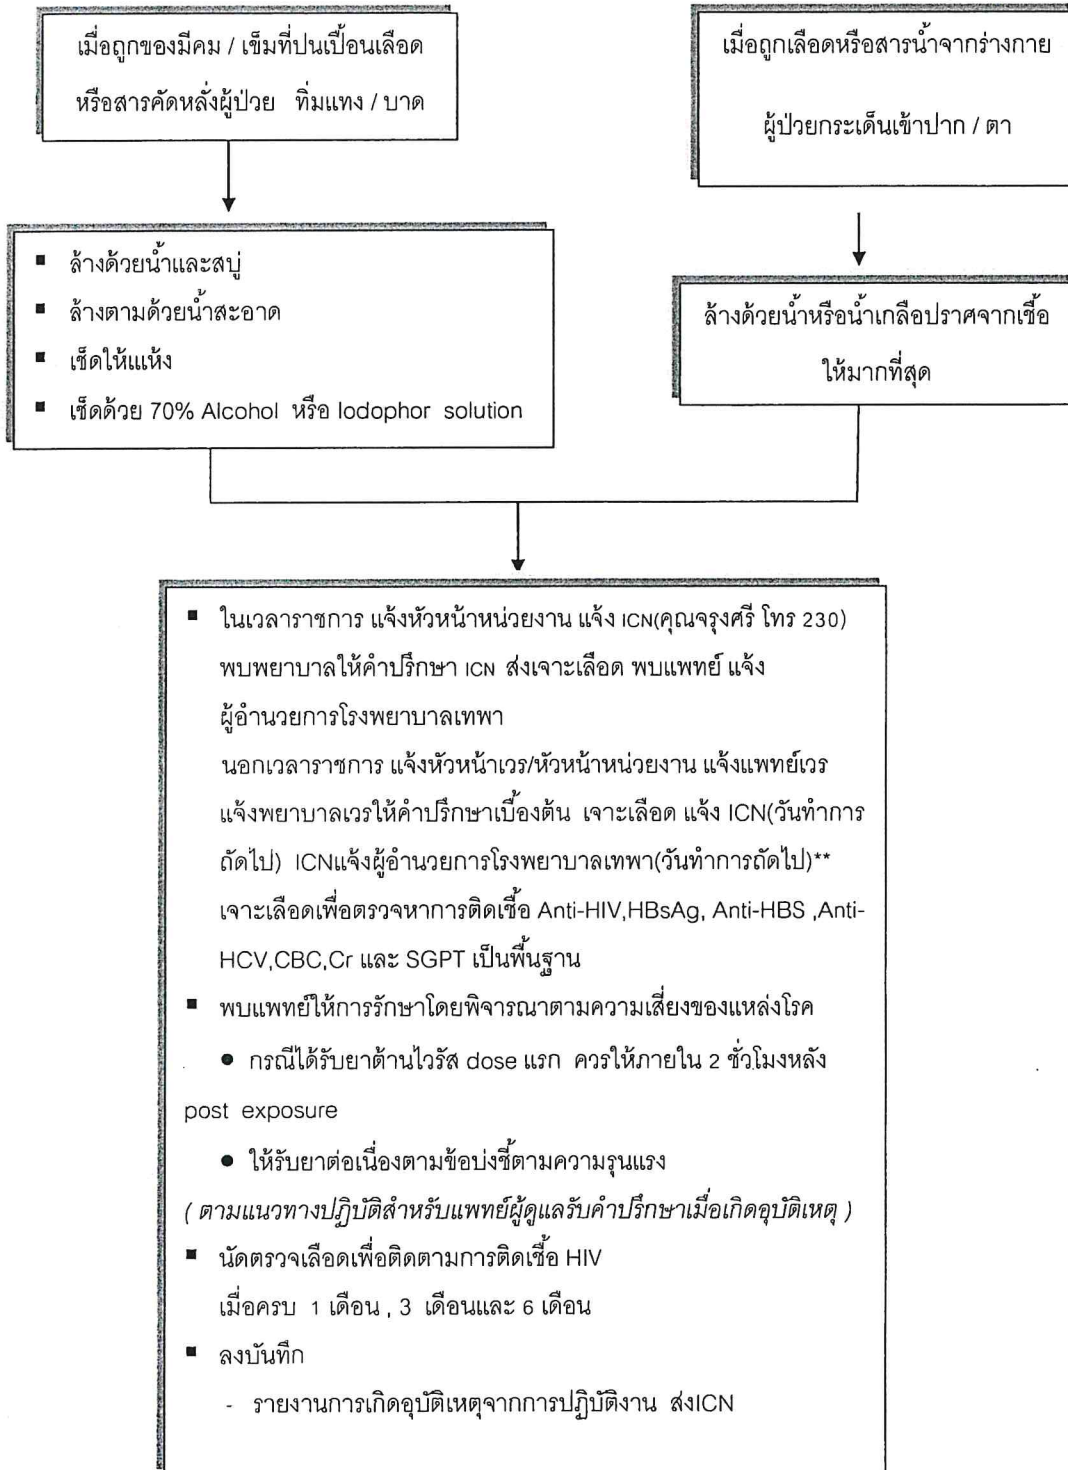 เมื่อถูกของมีคม / เข็มที่ปนเปื้อนเลือด
หรือสารคัดหลั่งผู้ป่วย ทิ่มแทง / บาด
เมื่อถูกเลือดหรือสารน้ำจากร่างกาย
ผู้ป่วยกระเด็นเข้าปาก / ตา
■ ล้างด้วยน้ำและสบู่
■ ล้างตามด้วยน้ำสะอาด
■ เช็ดให้แห้ง
■ เช็ดด้วย 70% Alcohol หรือ Iodophor solution
ล้างด้วยน้ำหรือน้ำเกลือปราศจากเชื้อ
ให้มากที่สุด
■ ในเวลาราชการ แจ้งหัวหน้าหน่วยงาน แจ้ง ICN(คุณจรุงศรี โทร 230)
พบพยาบาลให้คำปรึกษา ICN ส่งเจาะเลือด พบแพทย์ แจ้ง
ผู้อำนวยการโรงพยาบาลเทพา
นอกเวลาราชการ แจ้งหัวหน้าเวร/หัวหน้าหน่วยงาน แจ้งแพทย์เวร
แจ้งพยาบาลเวรให้คำปรึกษาเบื้องต้น เจาะเลือด แจ้ง ICN(วันทำการ
ถัดไป) ICNแจ้งผู้อำนวยการโรงพยาบาลเทพา(วันทำการถัดไป)**
เจาะเลือดเพื่อตรวจหาการติดเชื้อ Anti-HIV,HBsAg, Anti-HBS ,Anti-
HCV,CBC,Cr และ SGPT เป็นพื้นฐาน
■ พบแพทย์ให้การรักษาโดยพิจารณาตามความเสี่ยงของแหล่งโรค
● กรณีได้รับยาต้านไวรัส dose แรก ควรให้ภายใน 2 ชั่วโมงหลัง
post exposure
● ให้รับยาต่อเนื่องตามข้อบ่งชี้ตามความรุนแรง
( ตามแนวทางปฏิบัติสำหรับแพทย์ผู้ดูแลรับคำปรึกษาเมื่อเกิดอุบัติเหตุ )
■ นัดตรวจเลือดเพื่อติดตามการติดเชื้อ HIV
เมื่อครบ 1 เดือน , 3 เดือนและ 6 เดือน
■ ลงบันทึก
- รายงานการเกิดอุบัติเหตุจากการปฏิบัติงาน ส่งICN